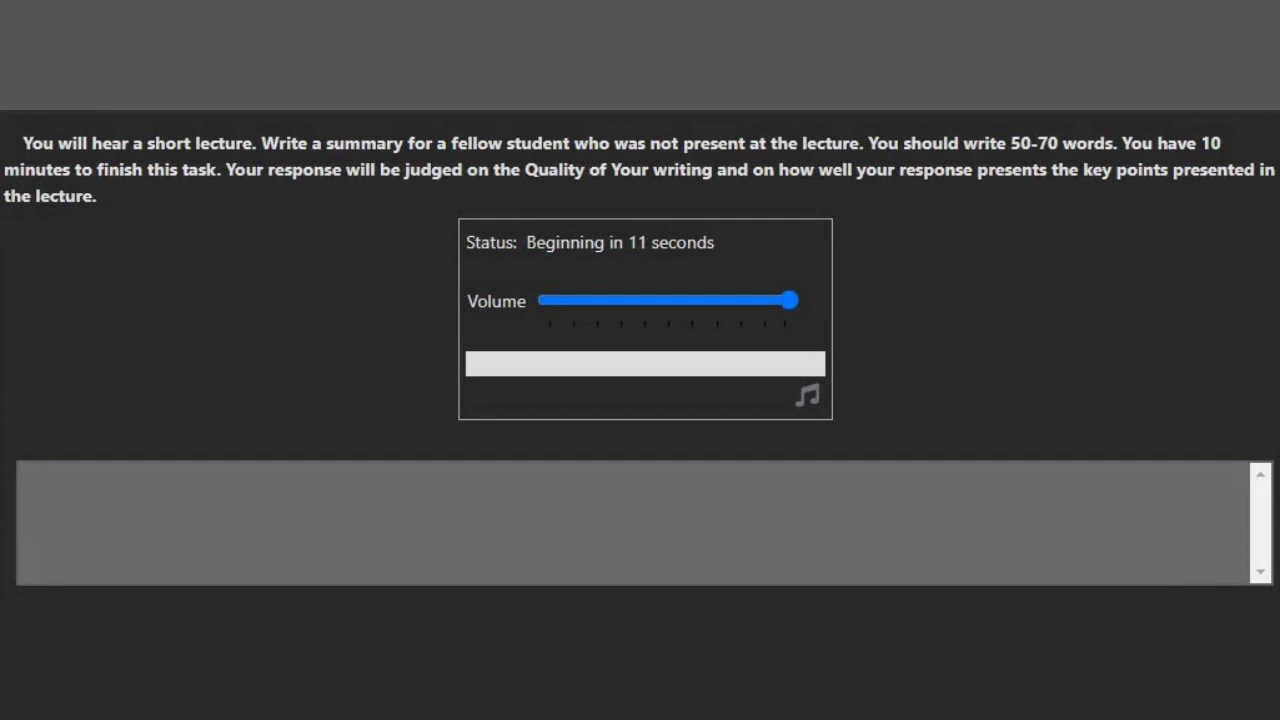 You will hear a short lecture. Write a summary for a fellow student who was not present at the lecture. You should write 50-70 words. You have 10
minutes to finish this task. Your response will be judged on the Quality of Your writing and on how well your response presents the key points presented in
the lecture.
Status: Beginning in 11 seconds
Volume